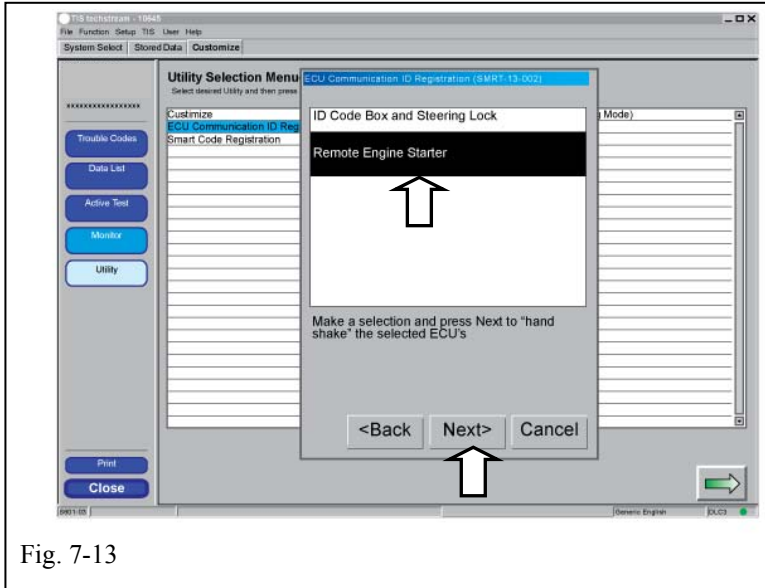 TIS techstream - 10645
File Function Setup TIS User Help
System Select Stored Data Customize
Utility Selection Menu
Select desired Utility and then press
ECU Communication ID Registration (SMRT-13-002)
******************
Custimize
Mode)
ECU Communication ID Reg
Smart Code Registration
ID Code Box and Steering Lock
Remote Engine Starter
Trouble Codes
Data List
Active Test
Monitor
Utility
Make a selection and press Next to “hand
shake” the selected ECU's
<Back Next> Cancel
Print
Close
Generic English DLC3
Fig. 7-13